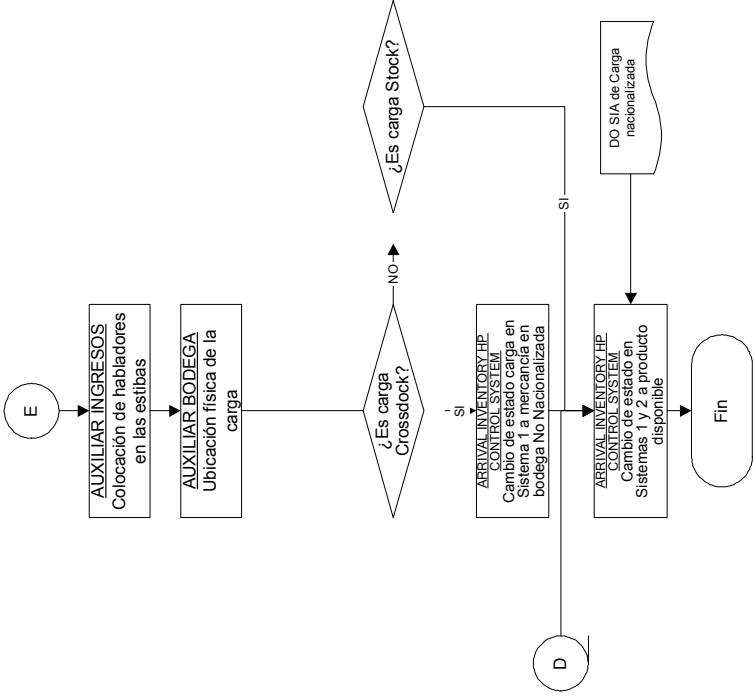 E
AUXILIAR INGRESOS
Colocación de habladores
en las estibas
AUXILIAR BODEGA
Ubicación física de la
carga
¿Es carga
Crossdock?
NO
¿Es carga Stock?
SI
ARRIVAL INVENTORY HP
CONTROL SYSTEM
Cambio de estado carga en
Sistema 1 a mercancía en
bodega No Nacionalizada
SI
DO SIA de Carga
nacionalizada
ARRIVAL INVENTORY HP
CONTROL SYSTEM
Cambio de estado en
Sistemas 1 y 2 a producto
disponible
D
Fin